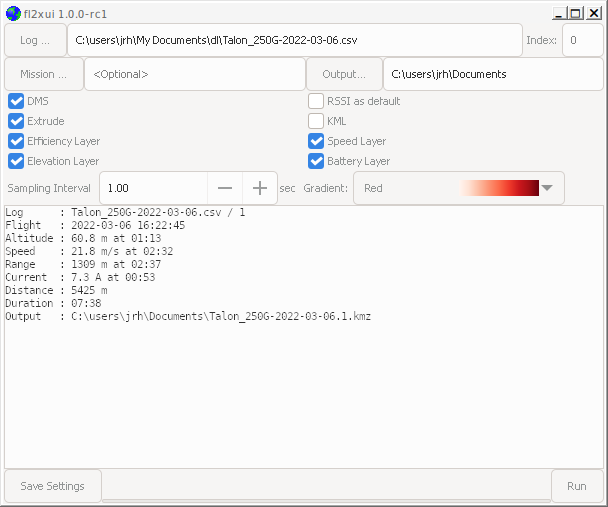 fl2xui 1.0.0-rc1
Log ... C:\users\jrh\My Documents\dl\Talon_250G-2022-03-06.csv Index: 0
Mission ... <Optional> Output... C:\users\jrh\Documents
DMS RSSI as default
Extrude KML
Efficiency Layer Speed Layer
Elevation Layer Battery Layer
Sampling Interval 1.00 − + sec Gradient: Red
Log      : Talon_250G-2022-03-06.csv / 1
Flight   : 2022-03-06 16:22:45
Altitude : 60.8 m at 01:13
Speed    : 21.8 m/s at 02:32
Range    : 1309 m at 02:37
Current  : 7.3 A at 00:53
Distance : 5425 m
Duration : 07:38
Output   : C:\users\jrh\Documents\Talon_250G-2022-03-06.1.kmz
Save Settings Run